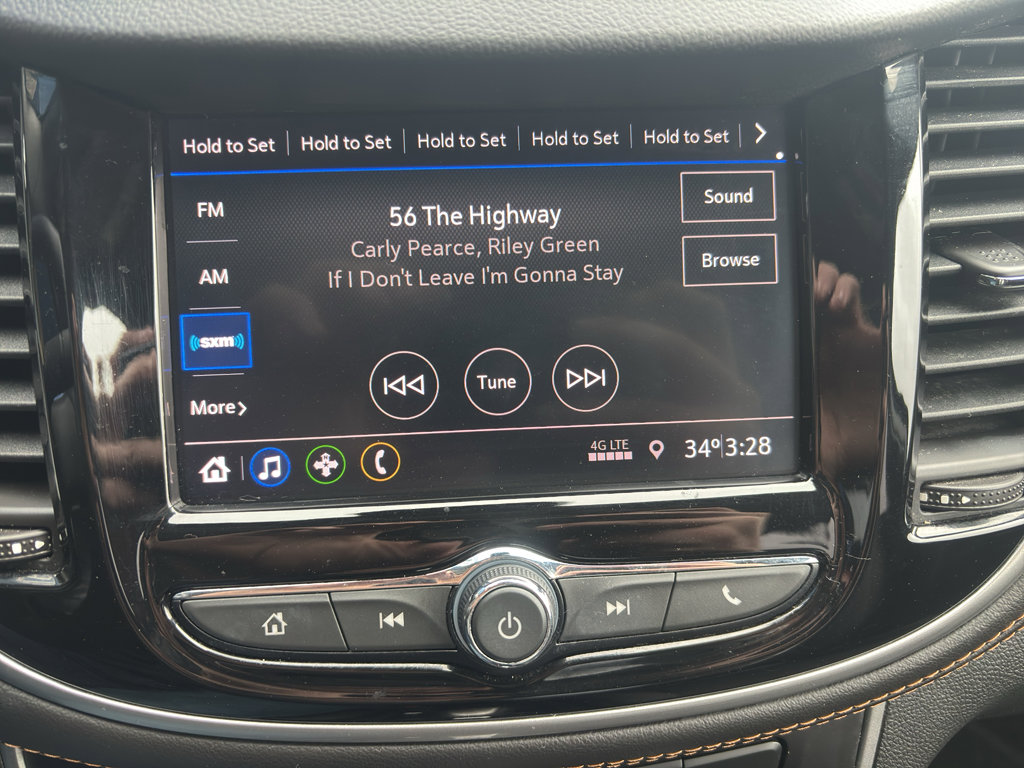 Hold to Set Hold to Set Hold to Set Hold to Set Hold to Set
FM
56 The Highway
Sound
Carly Pearce, Riley Green
AM
If I Don't Leave I'm Gonna Stay
Browse
sxm
Tune
More
4G LTE
34° 3:28